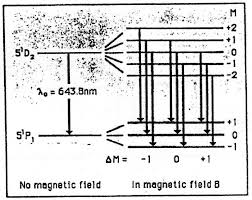 M
+2
+1
5¹D₂
0
-1
-2
λ₀ = 643.8nm
+1
5¹P₁
0
-1
ΔM = -1 0 +1
No magnetic field
In magnetic field B